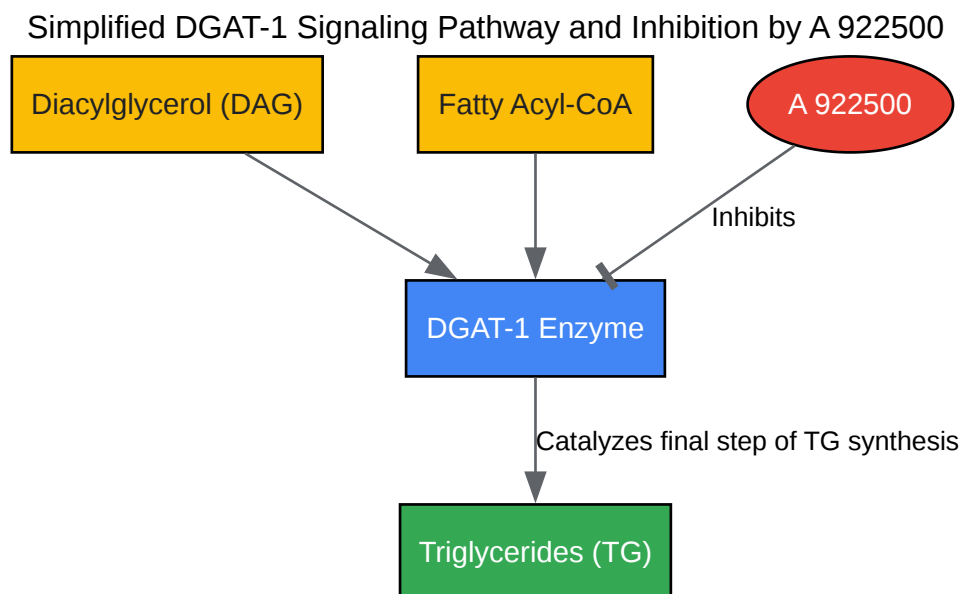 Simplified DGAT-1 Signaling Pathway and Inhibition by A 922500
Diacylglycerol (DAG)
Fatty Acyl-CoA
A 922500
Inhibits
DGAT-1 Enzyme
Catalyzes final step of TG synthesis
Triglycerides (TG)